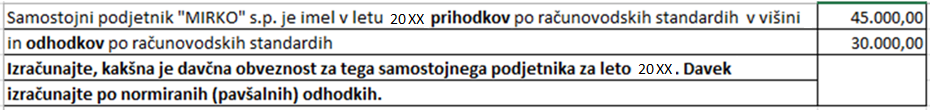 Samostojni podjetnik "MIRKO" s.p. je imel v letu 20XX prihodkov po računovodskih standardih v višini 45.000,00
in odhodkov po računovodskih standardih 30.000,00
Izračunajte, kakšna je davčna obveznost za tega samostojnega podjetnika za leto 20XX. Davek
izračunajte po normiranih (pavšalnih) odhodkih.